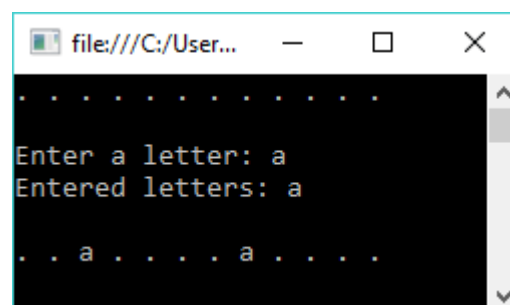 file:///C:/User...
. . . . . . . . . . . .
Enter a letter: a
Entered letters: a
. . a . . . . a . . . .